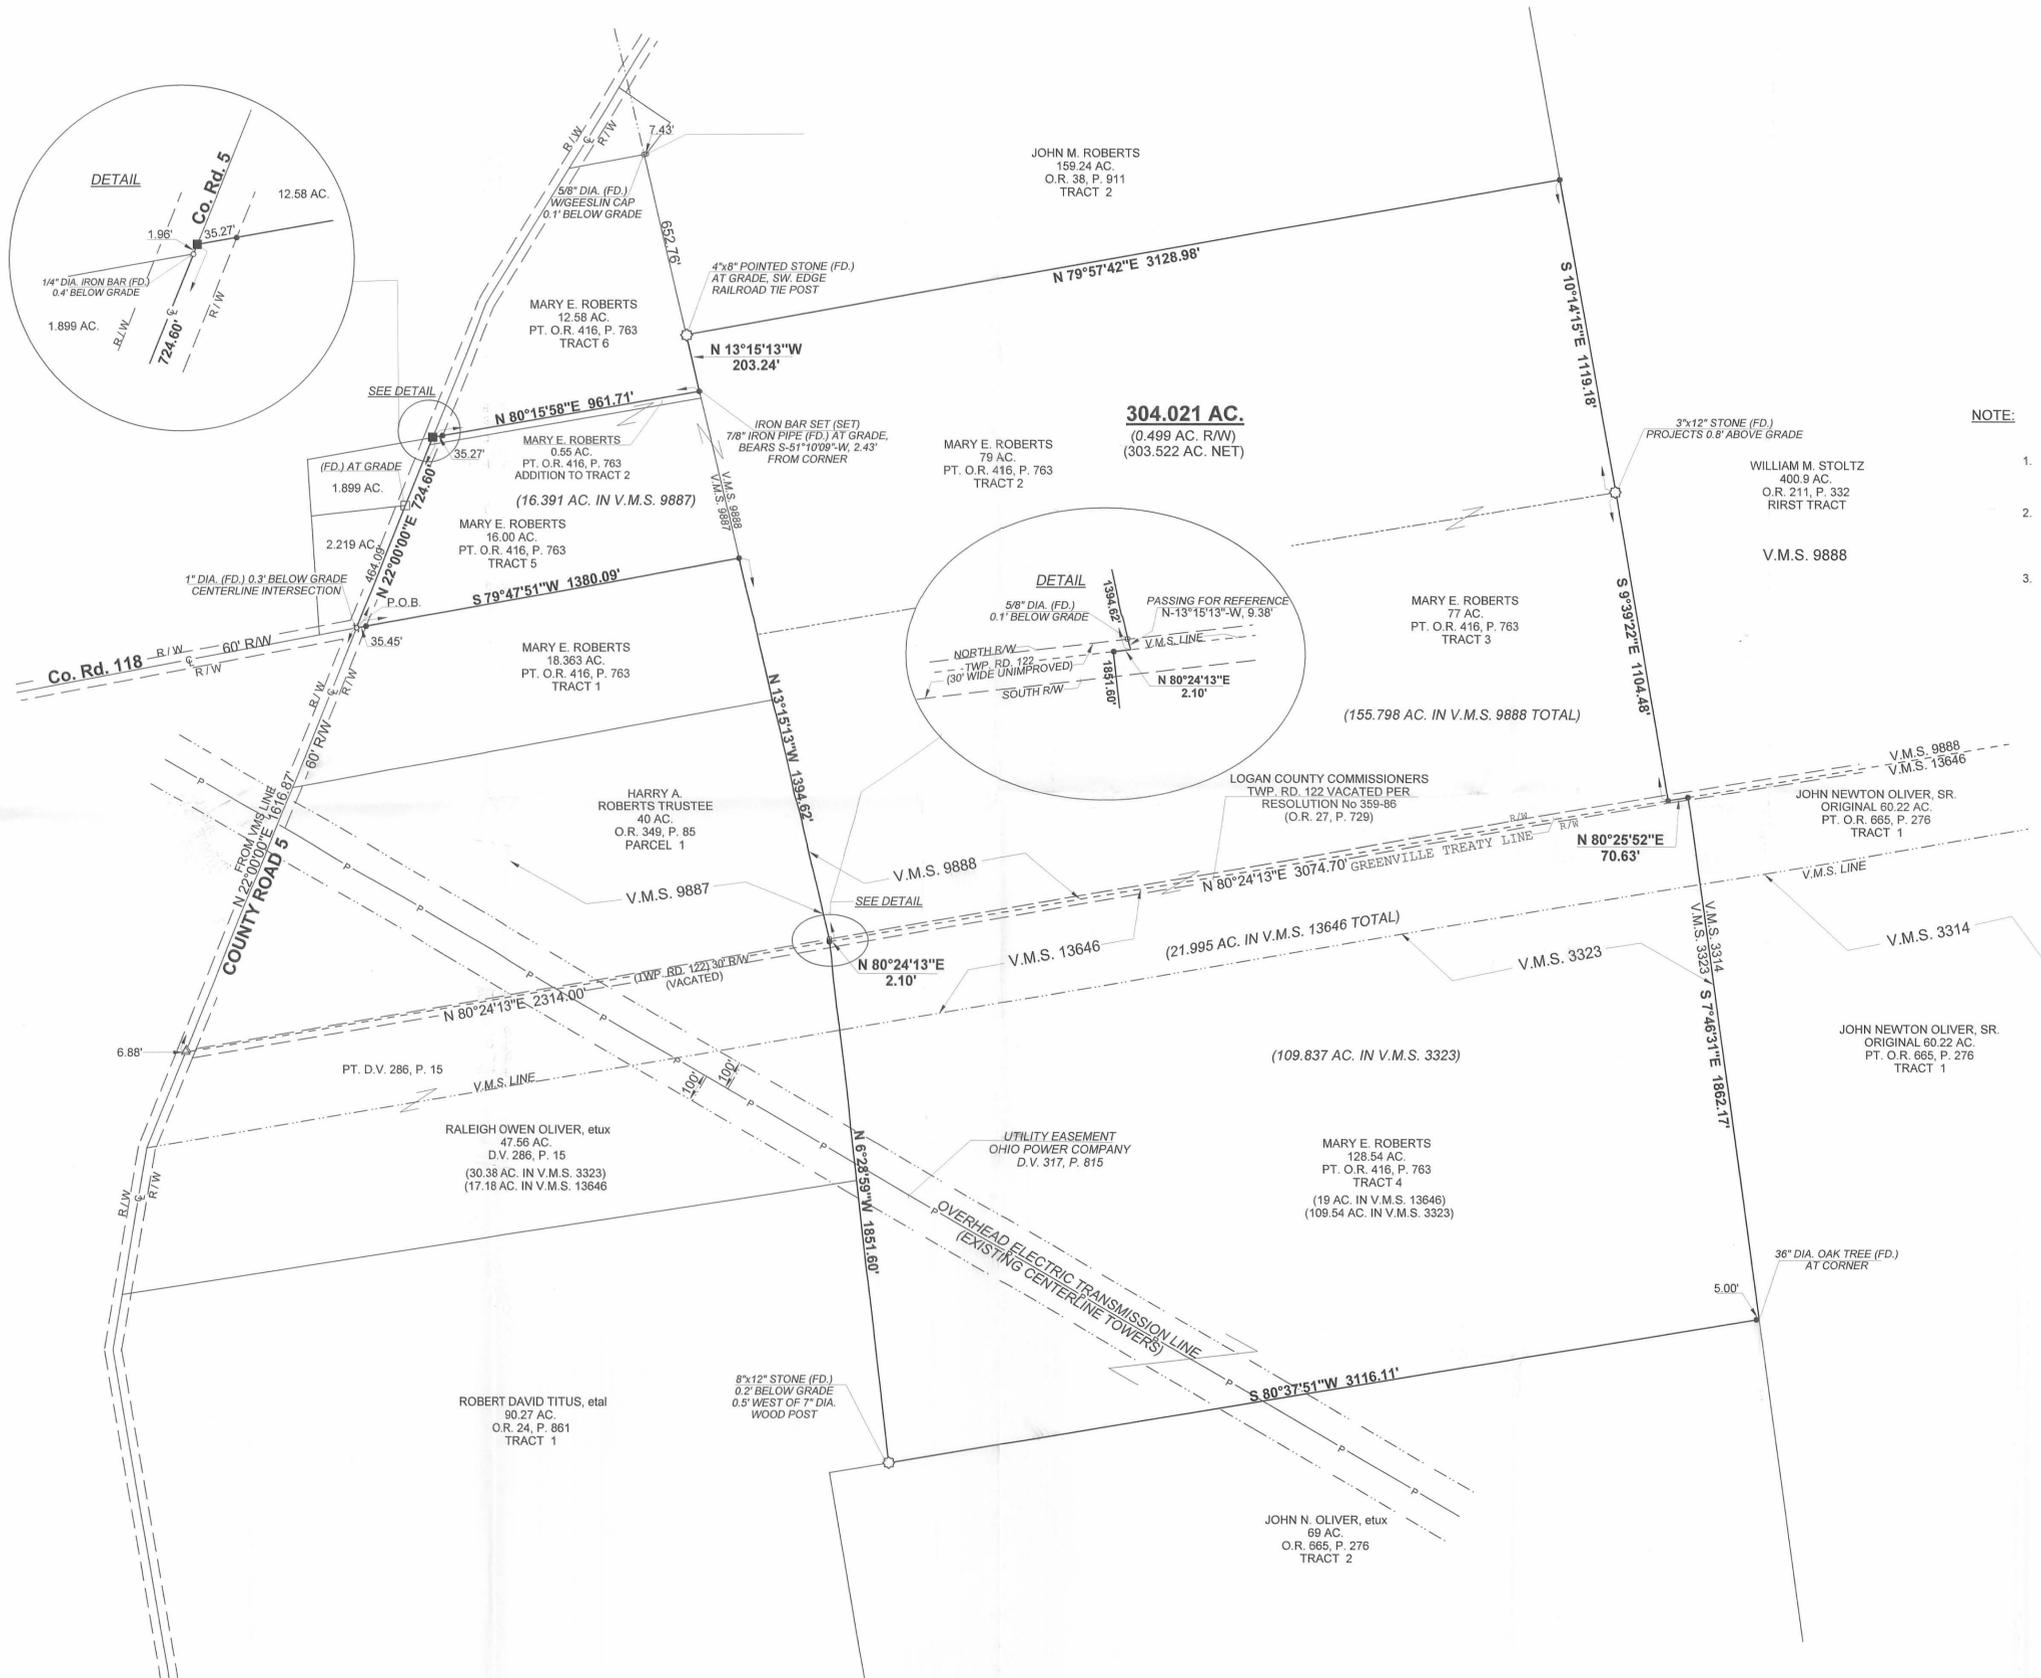 DETAIL
Co. Rd. 5
12.58 AC.
1.96'
35.27'
1/4" DIA. IRON BAR (FD.)
0.4' BELOW GRADE
1.899 AC.
R/W
724.60'
R/W
R/W
R/W
7.43'
5/8" DIA. (FD.)
W/GEESLIN CAP
0.1' BELOW GRADE
652.76'
JOHN M. ROBERTS
159.24 AC.
O.R. 38, P. 911
TRACT 2
4"x8" POINTED STONE (FD.)
AT GRADE, SW. EDGE
RAILROAD TIE POST
N 79°57'42"E 3128.98'
MARY E. ROBERTS
12.58 AC.
PT. O.R. 416, P. 763
TRACT 6
N 13°15'13"W
203.24'
S 10°14'15"E 1119.18'
SEE DETAIL
N 80°15'58"E 961.71'
IRON BAR SET (SET)
7/8" IRON PIPE (FD.) AT GRADE,
BEARS S-51°10'09"-W, 2.43'
FROM CORNER
304.021 AC.
(0.499 AC. R/W)
(303.522 AC. NET)
3"x12" STONE (FD.)
PROJECTS 0.8' ABOVE GRADE
NOTE:
1.
2.
3.
WILLIAM M. STOLTZ
400.9 AC.
O.R. 211, P. 332
RIRST TRACT
V.M.S. 9888
MARY E. ROBERTS
79 AC.
PT. O.R. 416, P. 763
TRACT 2
35.27'
MARY E. ROBERTS
0.55 AC.
PT. O.R. 416, P. 763
ADDITION TO TRACT 2
(16.391 AC. IN V.M.S. 9887)
V.M.S. 9888
V.M.S. 9887
(FD.) AT GRADE
1.899 AC.
2.219 AC.
464.09'
N 22°00'00"E 724.60'
MARY E. ROBERTS
16.00 AC.
PT. O.R. 416, P. 763
TRACT 5
1" DIA. (FD.) 0.3' BELOW GRADE
CENTERLINE INTERSECTION
P.O.B.
S 79°47'51"W 1380.09'
35.45'
Co. Rd. 118
R/W
60' R/W
R/W
R/W
R/W
60' R/W
MARY E. ROBERTS
18.363 AC.
PT. O.R. 416, P. 763
TRACT 1
DETAIL
5/8" DIA. (FD.)
0.1' BELOW GRADE
1394.62'
PASSING FOR REFERENCE
N-13°15'13"-W, 9.38'
NORTH R/W
V.M.S. LINE
TWP. RD. 122
(30' WIDE UNIMPROVED)
SOUTH R/W
1851.60'
N 80°24'13"E
2.10'
MARY E. ROBERTS
77 AC.
PT. O.R. 416, P. 763
TRACT 3
S 9°39'22"E 1104.48'
(155.798 AC. IN V.M.S. 9888 TOTAL)
N 13°15'13"W 1394.62'
HARRY A.
ROBERTS TRUSTEE
40 AC.
O.R. 349, P. 85
PARCEL 1
LOGAN COUNTY COMMISSIONERS
TWP. RD. 122 VACATED PER
RESOLUTION No 359-86
(O.R. 27, P. 729)
V.M.S. 9888
V.M.S. 13646
JOHN NEWTON OLIVER, SR.
ORIGINAL 60.22 AC.
PT. O.R. 665, P. 276
TRACT 1
R/W
R/W
N 80°25'52"E
70.63'
V.M.S. LINE
FROM VMS LINE
N 22°00'00"E 1616.87'
COUNTY ROAD 5
P
P
P
P
V.M.S. 9887
V.M.S. 9888
SEE DETAIL
N 80°24'13"E 3074.70'
GREENVILLE TREATY LINE
N 80°24'13"E
2.10'
V.M.S. 13646
(21.995 AC. IN V.M.S. 13646 TOTAL)
V.M.S. 3323
V.M.S. 3314
V.M.S. 3314
V.M.S. 3323
S 7°46'31"E 1862.17'
(TWP. RD. 122) 30' R/W
(VACATED)
N 80°24'13"E 2314.00'
6.88'
PT. D.V. 286, P. 15
V.M.S. LINE
P
P
100'
100'
P
P
(109.837 AC. IN V.M.S. 3323)
JOHN NEWTON OLIVER, SR.
ORIGINAL 60.22 AC.
PT. O.R. 665, P. 276
TRACT 1
RALEIGH OWEN OLIVER, etux
47.56 AC.
D.V. 286, P. 15
(30.38 AC. IN V.M.S. 3323)
(17.18 AC. IN V.M.S. 13646
R/W
R/W
N 6°28'59"W 1851.60'
UTILITY EASEMENT
OHIO POWER COMPANY
D.V. 317, P. 815
MARY E. ROBERTS
128.54 AC.
PT. O.R. 416, P. 763
TRACT 4
(19 AC. IN V.M.S. 13646)
(109.54 AC. IN V.M.S. 3323)
P
OVERHEAD ELECTRIC TRANSMISSION LINE
(EXISTING CENTERLINE TOWERS)
P
P
36" DIA. OAK TREE (FD.)
AT CORNER
5.00'
8"x12" STONE (FD.)
0.2' BELOW GRADE
0.5' WEST OF 7" DIA.
WOOD POST
S 80°37'51"W 3116.11'
P
P
P
ROBERT DAVID TITUS, etal
90.27 AC.
O.R. 24, P. 861
TRACT 1
JOHN N. OLIVER, etux
69 AC.
O.R. 665, P. 276
TRACT 2